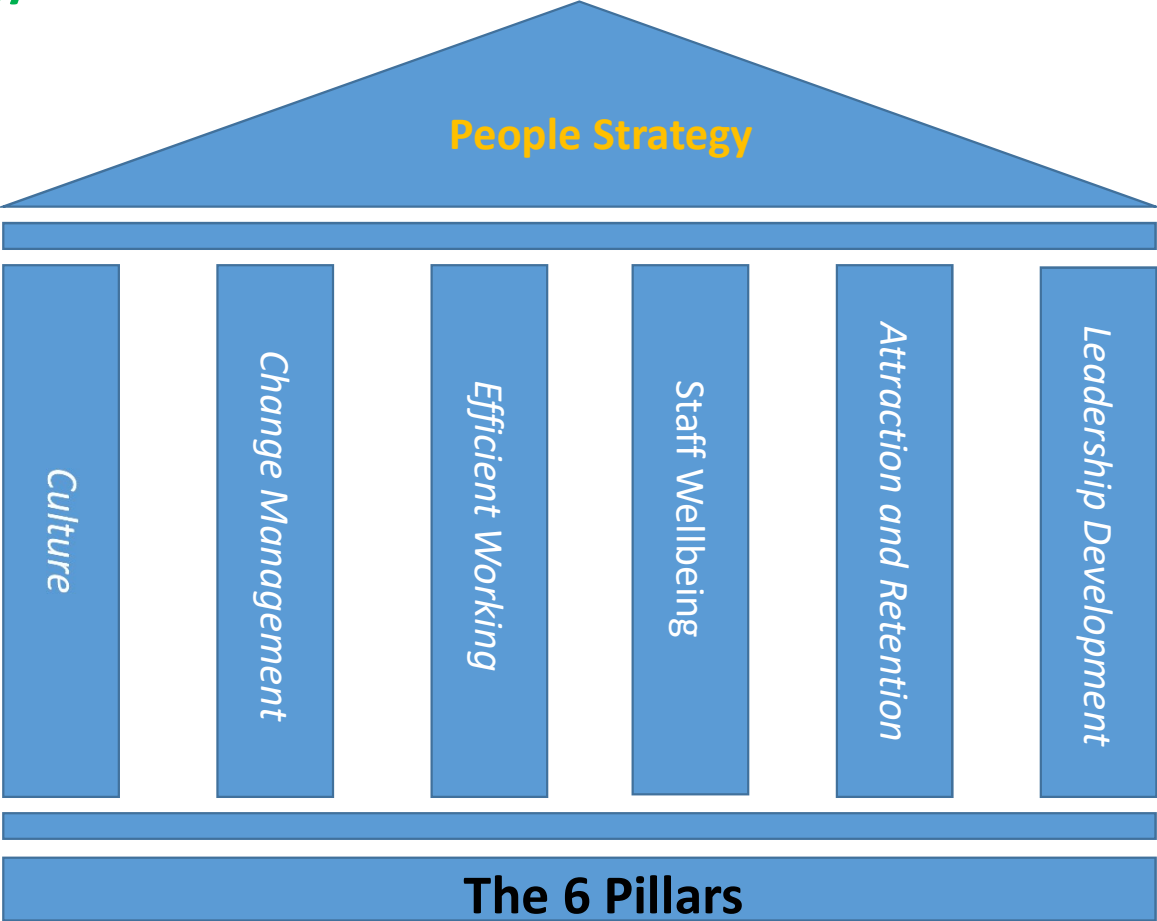 People Strategy
Culture
Change Management
Efficient Working
Staff Wellbeing
Attraction and Retention
Leadership Development
The 6 Pillars